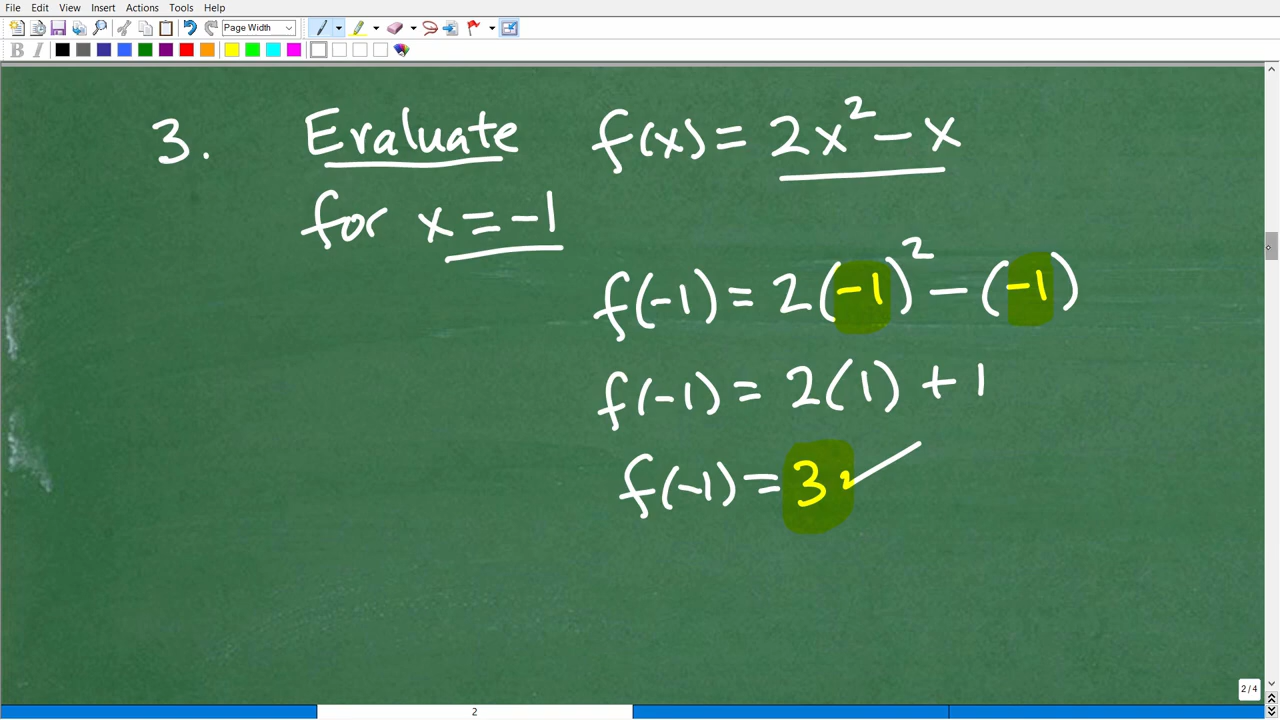 File Edit View Insert Actions Tools Help
Page Width
B I
3. Evaluate f(x) = 2x² − x
for x = −1
f(−1) = 2(−1)² − (−1)
f(−1) = 2(1) + 1
f(−1) = 3 ✓
2 / 4
2